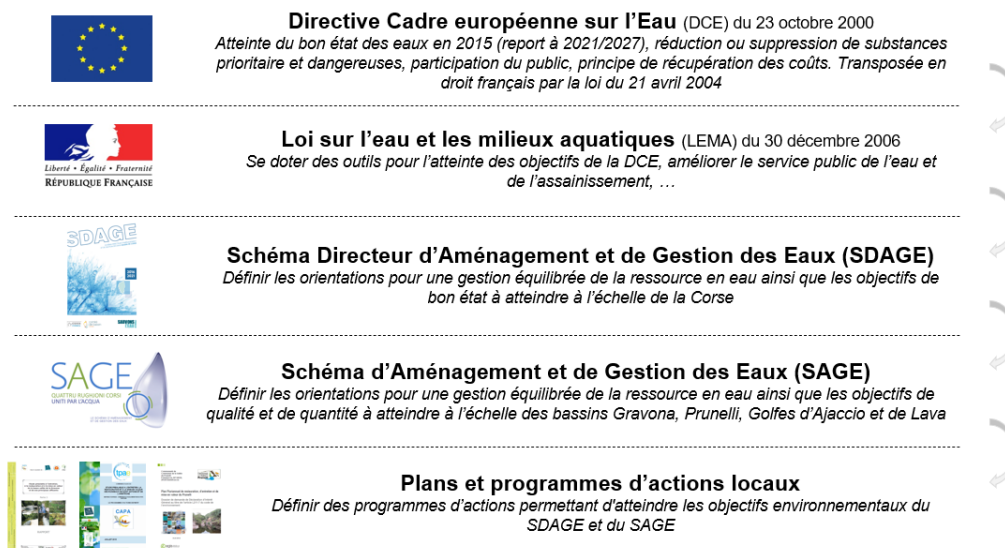 Directive Cadre européenne sur l'Eau (DCE) du 23 octobre 2000
Atteinte du bon état des eaux en 2015 (report à 2021/2027), réduction ou suppression de substances
prioritaire et dangereuses, participation du public, principe de récupération des coûts. Transposée en
droit français par la loi du 21 avril 2004
Liberté • Égalité • Fraternité
RÉPUBLIQUE FRANÇAISE
Loi sur l'eau et les milieux aquatiques (LEMA) du 30 décembre 2006
Se doter des outils pour l'atteinte des objectifs de la DCE, améliorer le service public de l'eau et
de l'assainissement, …
SDAGE
Schéma Directeur d'Aménagement et de Gestion des Eaux (SDAGE)
Définir les orientations pour une gestion équilibrée de la ressource en eau ainsi que les objectifs de
bon état à atteindre à l'échelle de la Corse
SAGE
QUATTRU PUGHJONI CORSI
UNITI PAR L'ACQUA
Schéma d'Aménagement et de Gestion des Eaux (SAGE)
Définir les orientations pour une gestion équilibrée de la ressource en eau ainsi que les objectifs de
qualité et de quantité à atteindre à l'échelle des bassins Gravona, Prunelli, Golfes d'Ajaccio et de Lava
CAPA
Plans et programmes d'actions locaux
Définir des programmes d'actions permettant d'atteindre les objectifs environnementaux du
SDAGE et du SAGE